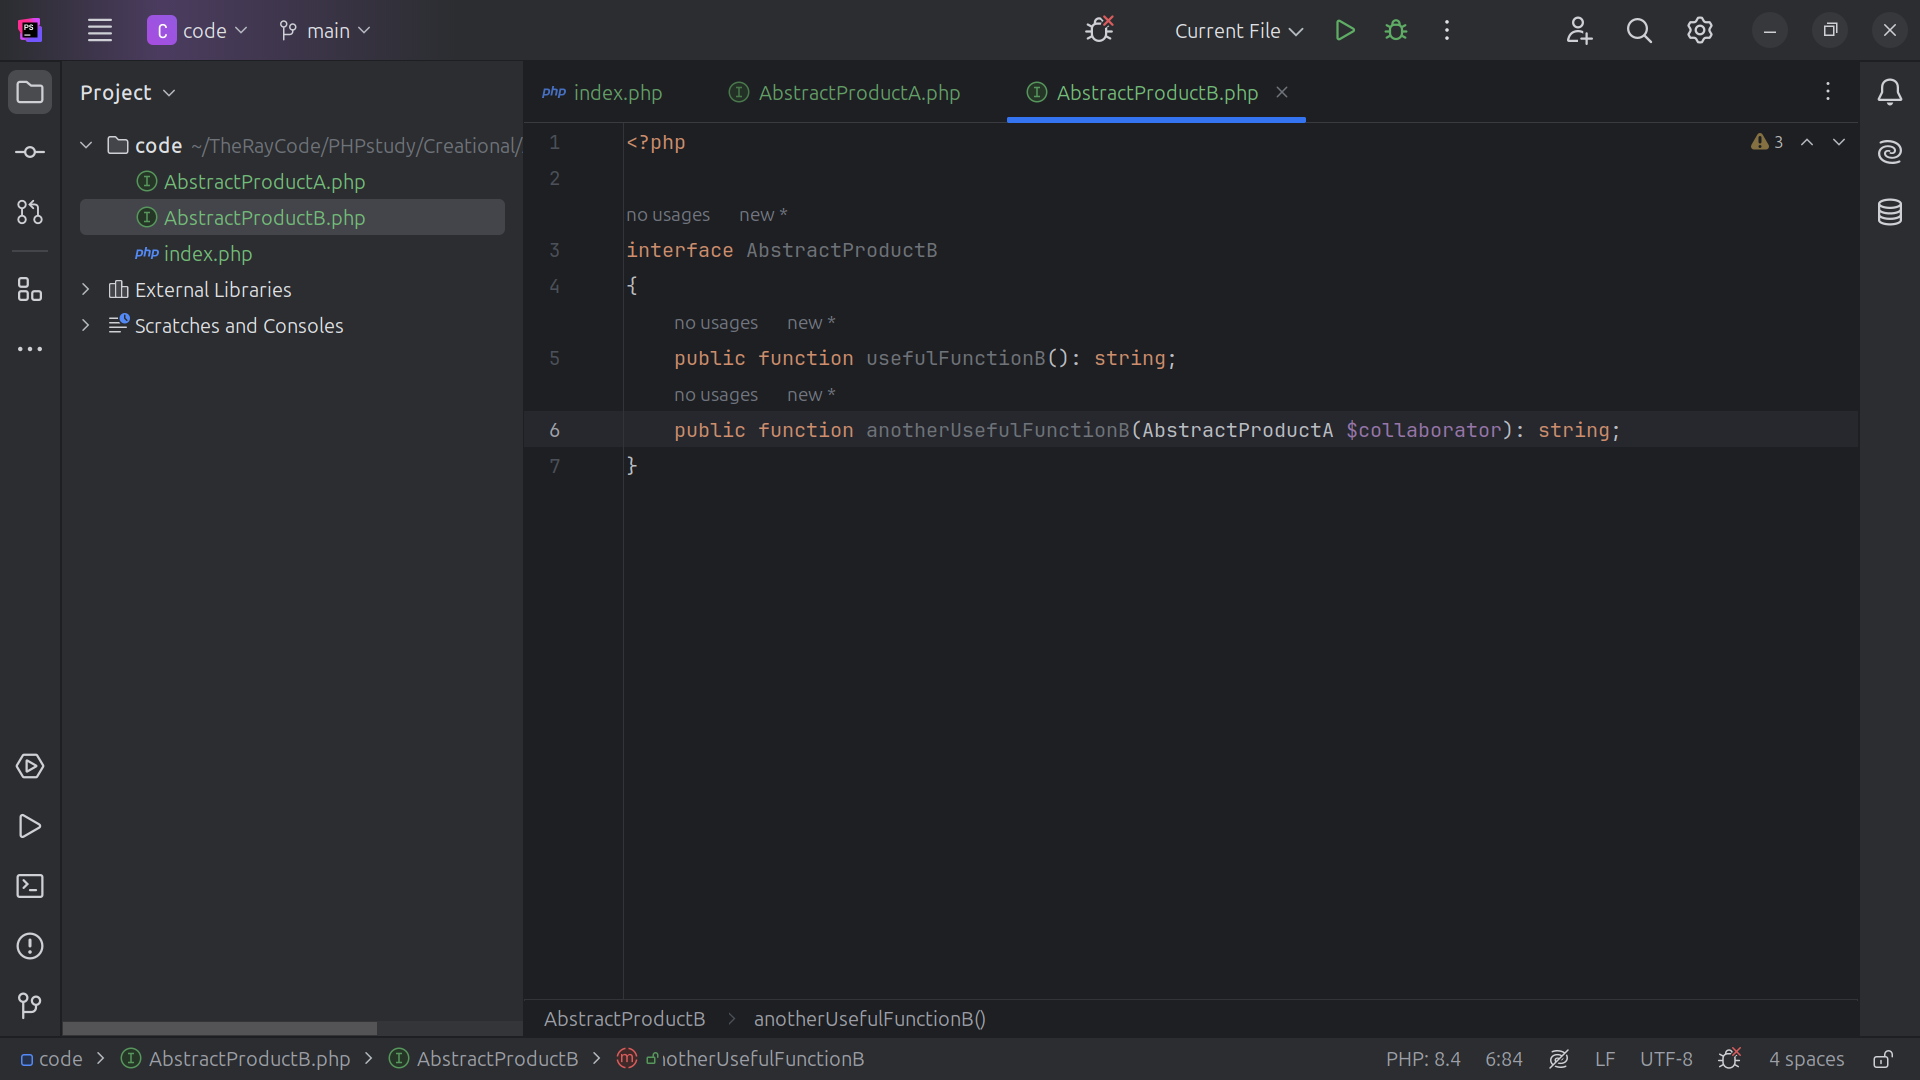 PS
C code main
Current File
Project
index.php
AbstractProductA.php
AbstractProductB.php
code ~/TheRayCode/PHPstudy/Creational/
AbstractProductA.php
AbstractProductB.php
php index.php
External Libraries
Scratches and Consoles
php
3
1 <?php
2
no usages new *
3 interface AbstractProductB
4 {
no usages new *
5 public function usefulFunctionB(): string;
no usages new *
6 public function anotherUsefulFunctionB(AbstractProductA $collaborator): string;
7 }
AbstractProductB > anotherUsefulFunctionB()
code > AbstractProductB.php > AbstractProductB > m otherUsefulFunctionB
PHP: 8.4 6:84 LF UTF-8 4 spaces